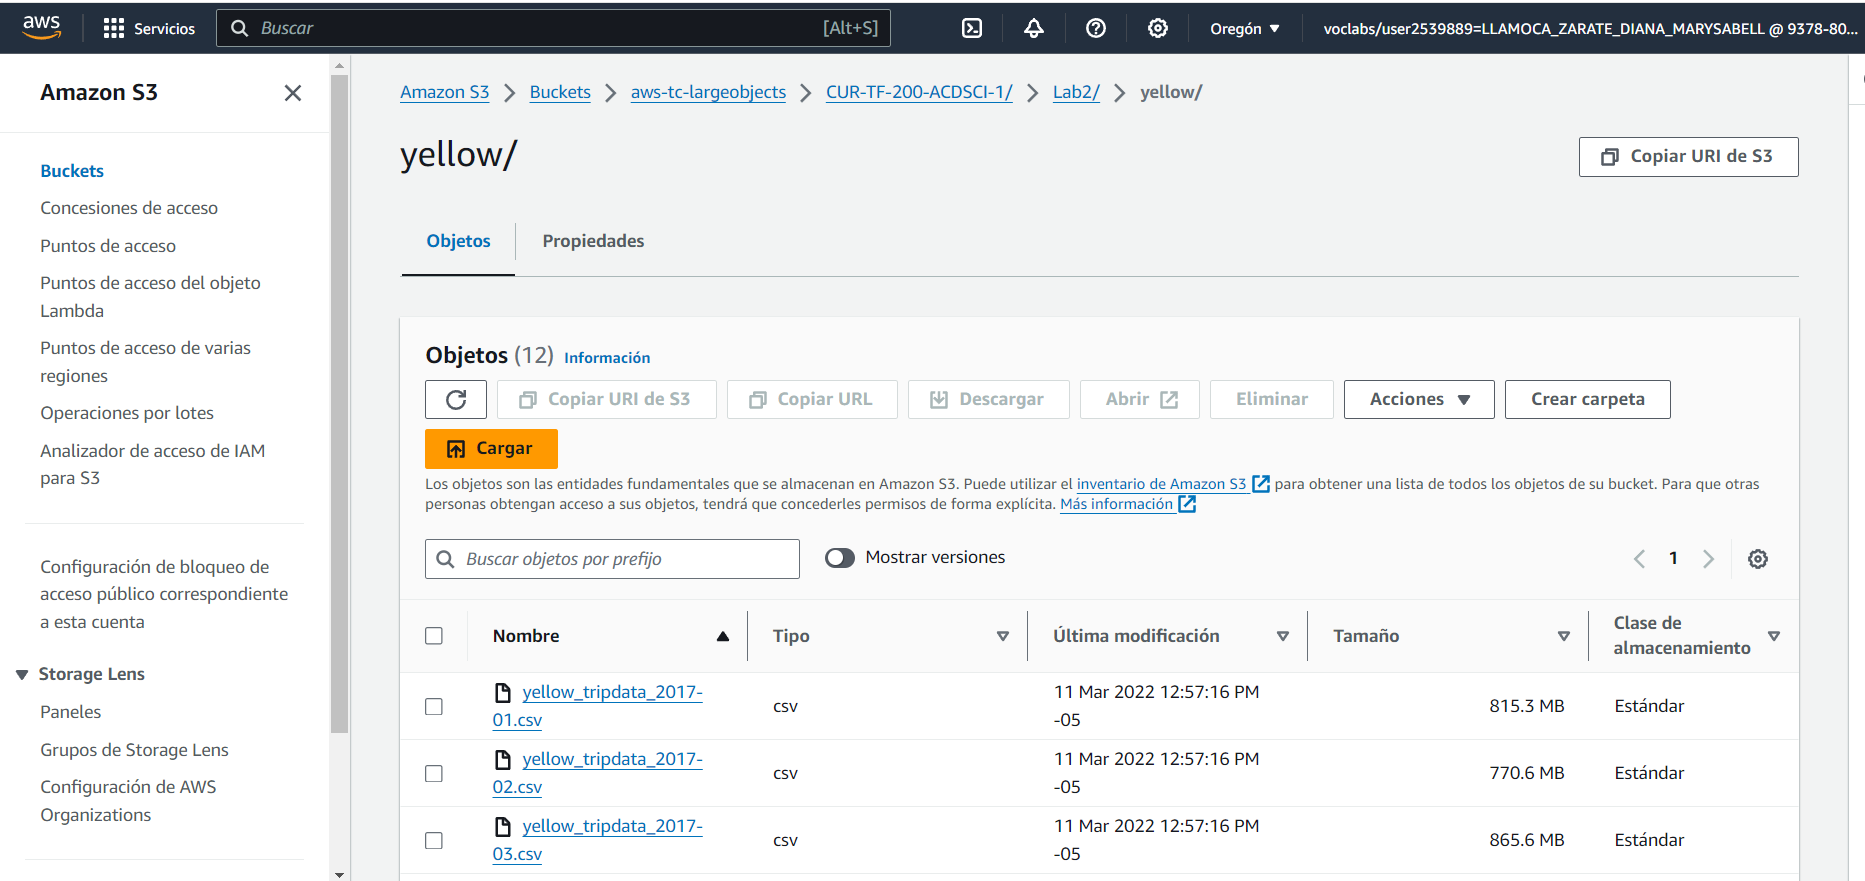 aws
Servicios
Buscar
[Alt+S]
Oregón
voclabs/user2539889=LLAMOCA_ZARATE_DIANA_MARYSABELL @ 9378-80...
Amazon S3
Buckets
Concesiones de acceso
Puntos de acceso
Puntos de acceso del objeto
Lambda
Puntos de acceso de varias
regiones
Operaciones por lotes
Analizador de acceso de IAM
para S3
Configuración de bloqueo de
acceso público correspondiente
a esta cuenta
Storage Lens
Paneles
Grupos de Storage Lens
Configuración de AWS
Organizations
Amazon S3 > Buckets > aws-tc-largeobjects > CUR-TF-200-ACDSCI-1/ > Lab2/ > yellow/
yellow/
Copiar URI de S3
Objetos
Propiedades
Objetos (12) Información
Copiar URI de S3
Copiar URL
Descargar
Abrir
Eliminar
Acciones
Crear carpeta
Cargar
Los objetos son las entidades fundamentales que se almacenan en Amazon S3. Puede utilizar el inventario de Amazon S3 para obtener una lista de todos los objetos de su bucket. Para que otras
personas obtengan acceso a sus objetos, tendrá que concederles permisos de forma explícita. Más información
Buscar objetos por prefijo
Mostrar versiones
1
Nombre
Tipo
Última modificación
Tamaño
Clase de
almacenamiento
yellow_tripdata_2017-
01.csv
csv
11 Mar 2022 12:57:16 PM
-05
815.3 MB
Estándar
yellow_tripdata_2017-
02.csv
csv
11 Mar 2022 12:57:16 PM
-05
770.6 MB
Estándar
yellow_tripdata_2017-
03.csv
csv
11 Mar 2022 12:57:16 PM
-05
865.6 MB
Estándar